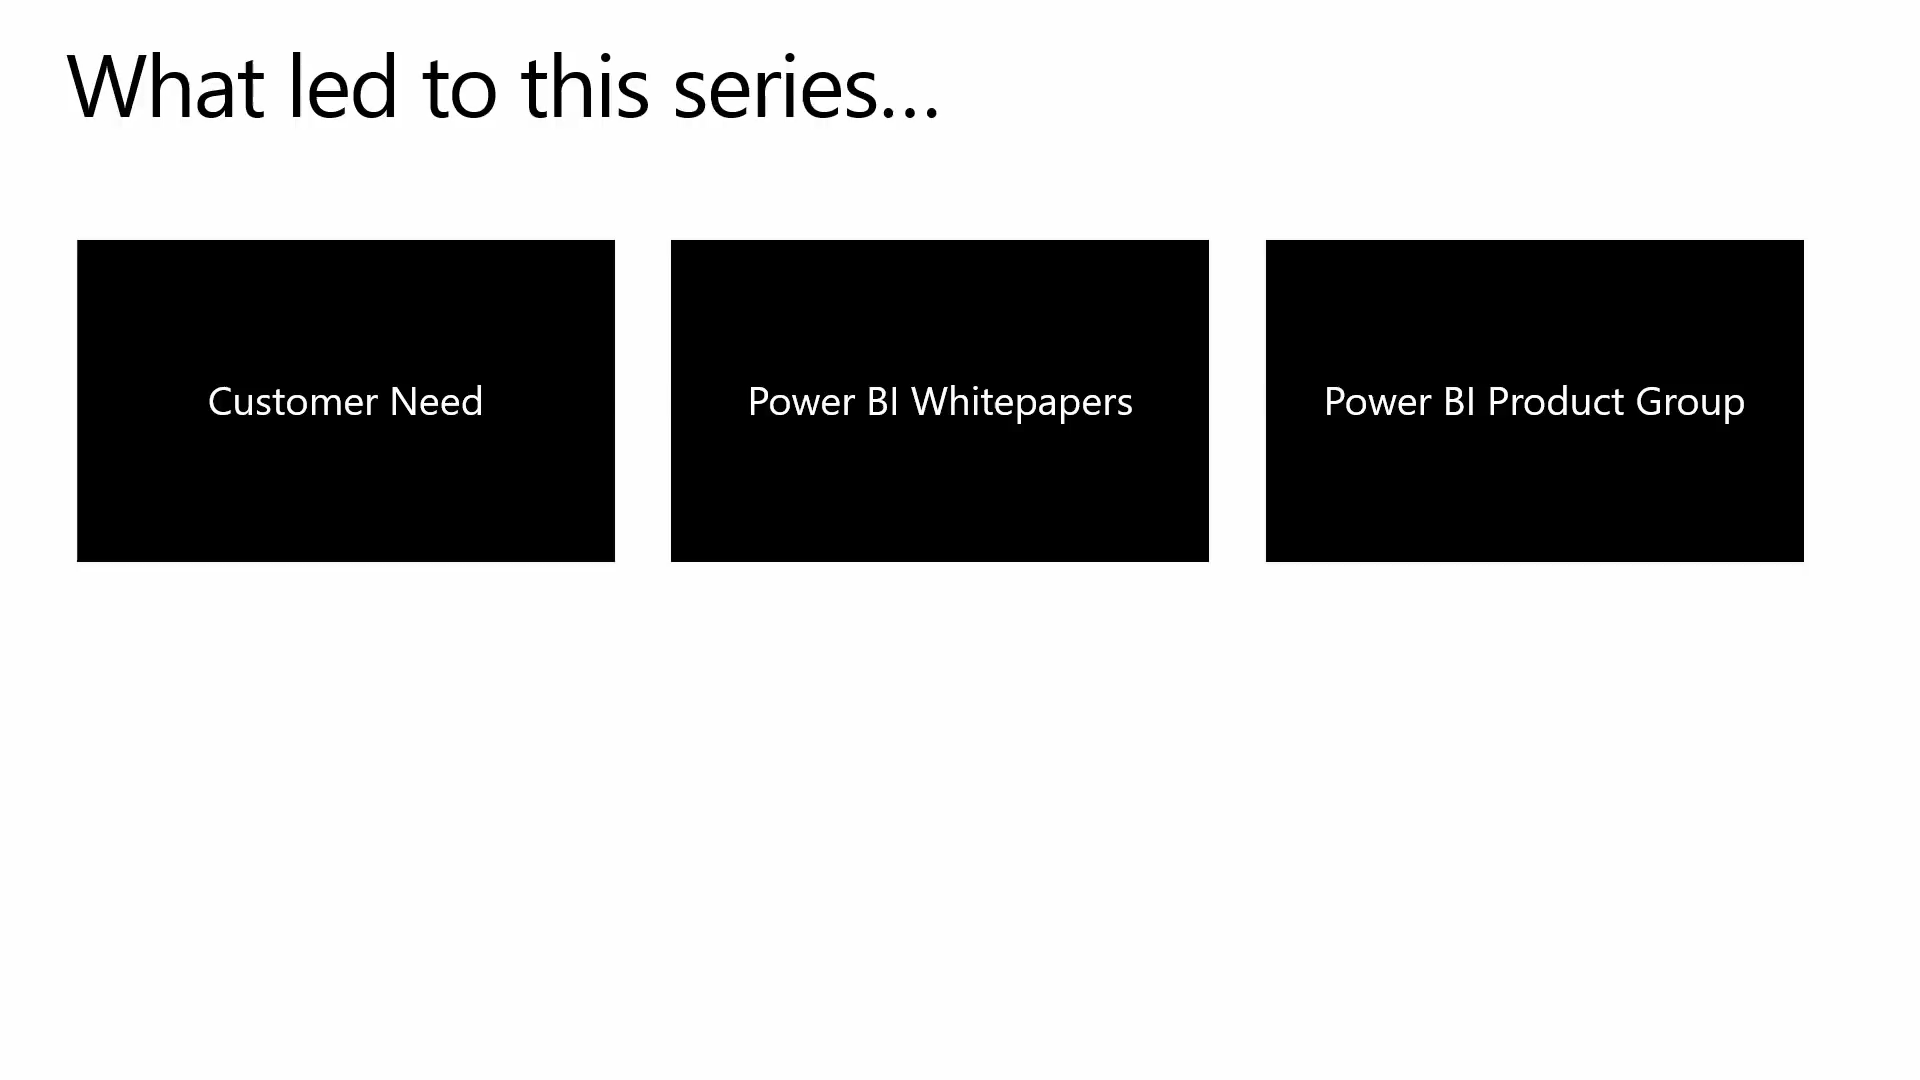 What led to this series...
Customer Need
Power BI Whitepapers
Power BI Product Group